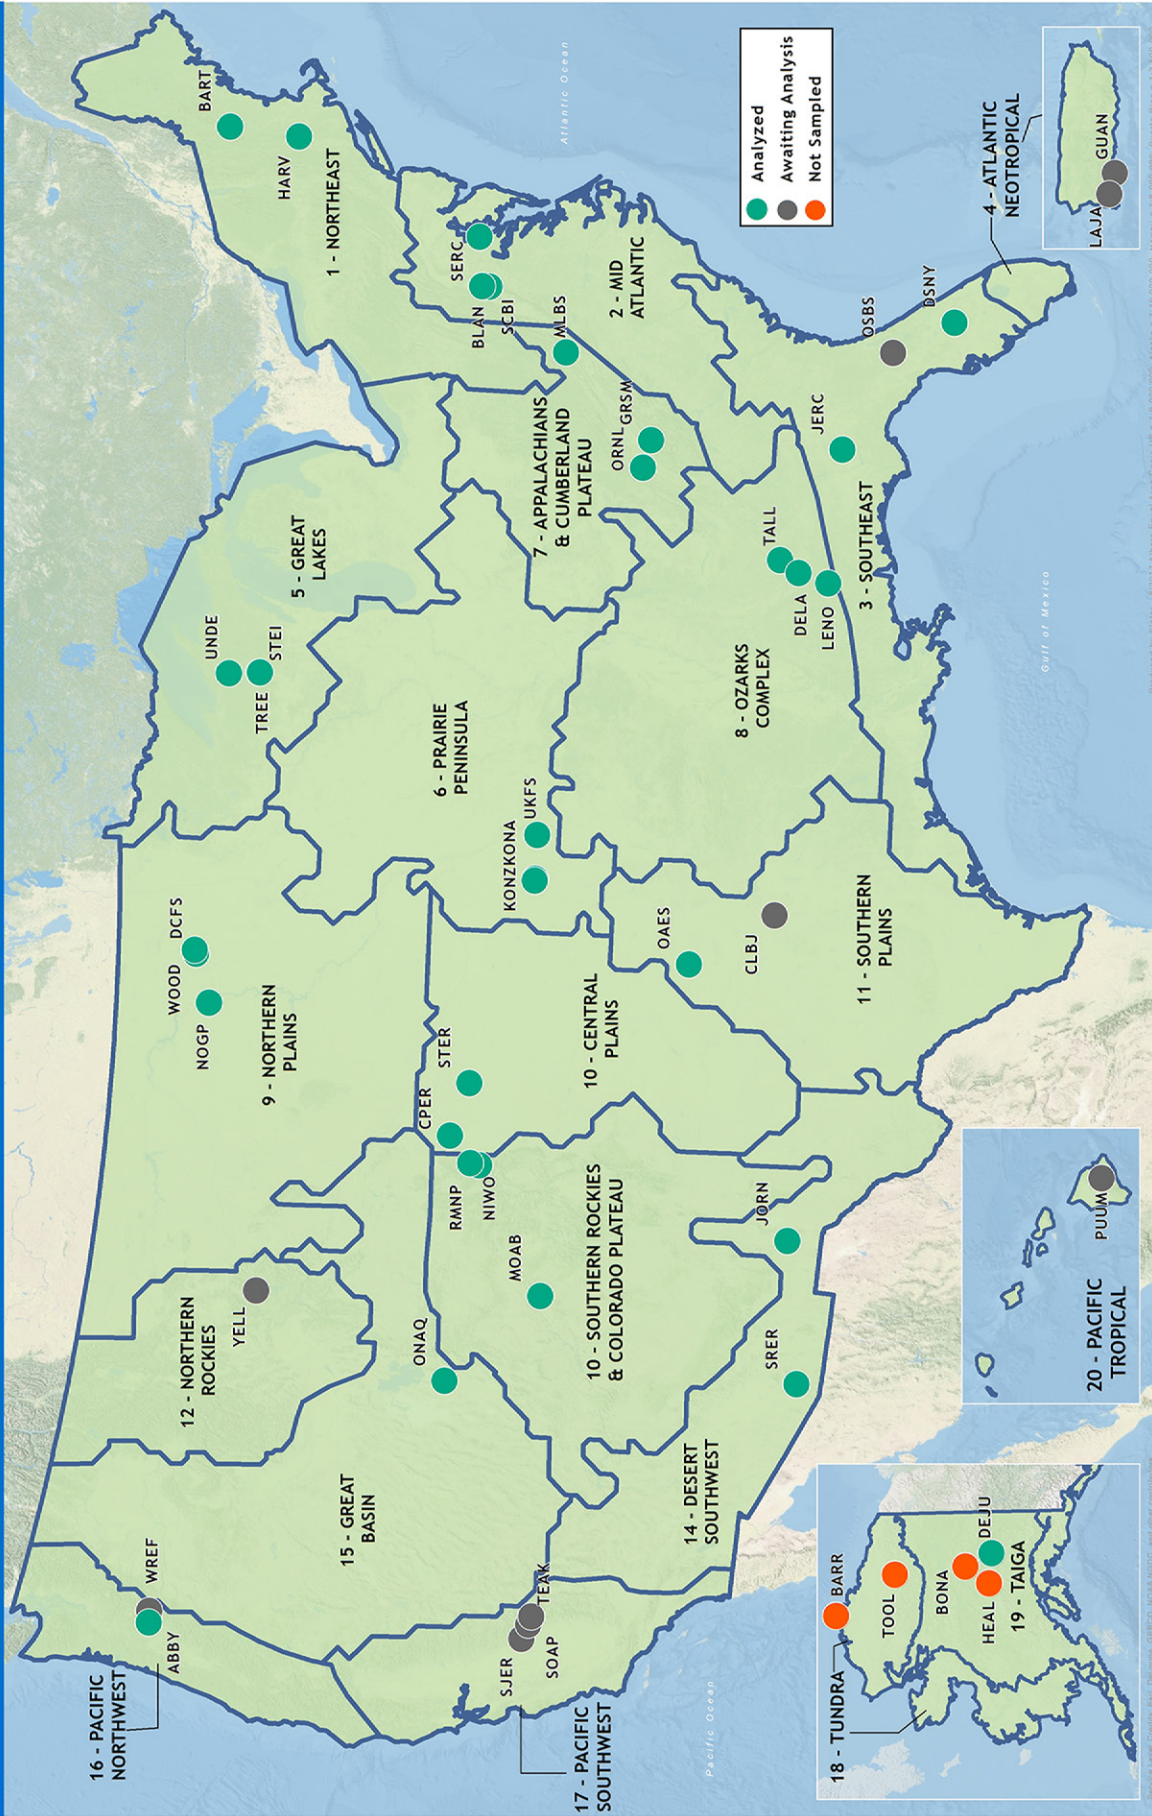 16 - PACIFIC
NORTHWEST
WREF
ABBY
15 - GREAT
BASIN
12 - NORTHERN
ROCKIES
YELL
9 - NORTHERN
PLAINS
WOOD
DCFS
NOGP
UNDE
TREE
STEI
5 - GREAT
LAKES
BART
HARV
1 - NORTHEAST
17 - PACIFIC
SOUTHWEST
SJER
SOAP
TEAK
ONAQ
MOAB
RMNP
NIWO
CPER
STER
10 - SOUTHERN ROCKIES
& COLORADO PLATEAU
10 - CENTRAL
PLAINS
6 - PRAIRIE
PENINSULA
KONZKONA
UKFS
7 - APPALACHIANS
& CUMBERLAND
PLATEAU
ORNL
GRSM
BLAN
SERC
SCBI
MLBS
2 - MID
ATLANTIC
Atlantic Ocean
14 - DESERT
SOUTHWEST
SRER
JORN
OAES
CLBJ
11 - SOUTHERN
PLAINS
8 - OZARKS
COMPLEX
TALL
DELA
LENO
3 - SOUTHEAST
JERC
OSBS
DSNY
Analyzed
Awaiting Analysis
Not Sampled
Pacific Ocean
Gulf of Mexico
4 - ATLANTIC
NEOTROPICAL
LAJA
GUAN
18 - TUNDRA
BARR
TOOL
BONA
HEAL
DEJU
19 - TAIGA
PUUM
20 - PACIFIC
TROPICAL